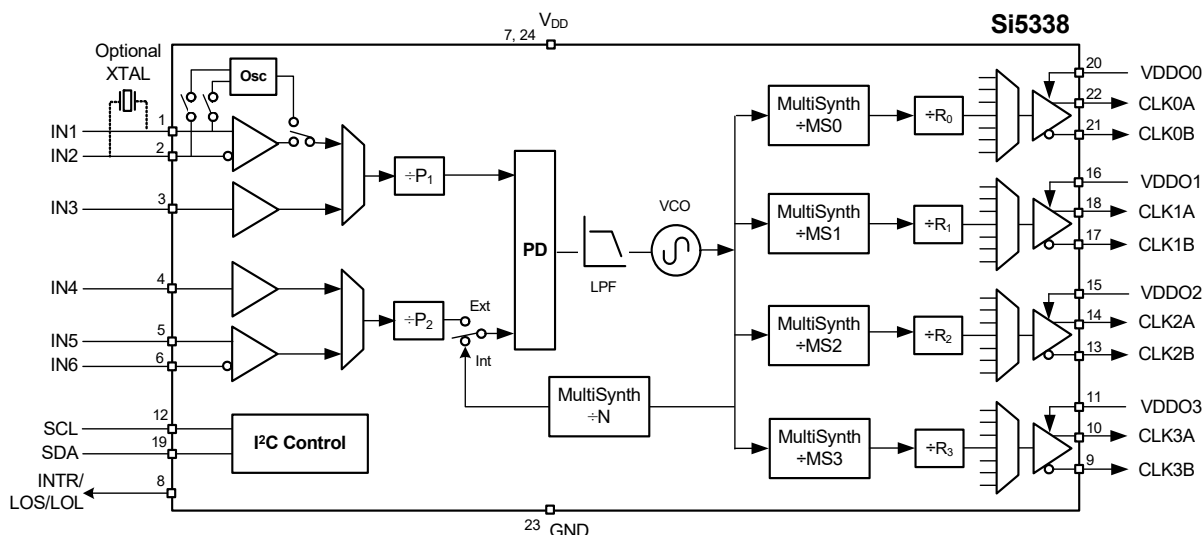 Si5338
VDD
7, 24
Optional
XTAL
Osc
IN1
1
IN2
2
IN3
3
÷P1
IN4
4
IN5
5
IN6
6
÷P2
Ext
Int
PD
LPF
VCO
MultiSynth
÷N
SCL
12
SDA
19
I²C Control
INTR/
LOS/LOL
8
MultiSynth
÷MS0
÷R0
20
VDDO0
22
CLK0A
21
CLK0B
MultiSynth
÷MS1
÷R1
16
VDDO1
18
CLK1A
17
CLK1B
MultiSynth
÷MS2
÷R2
15
VDDO2
14
CLK2A
13
CLK2B
MultiSynth
÷MS3
÷R3
11
VDDO3
10
CLK3A
9
CLK3B
23
GND